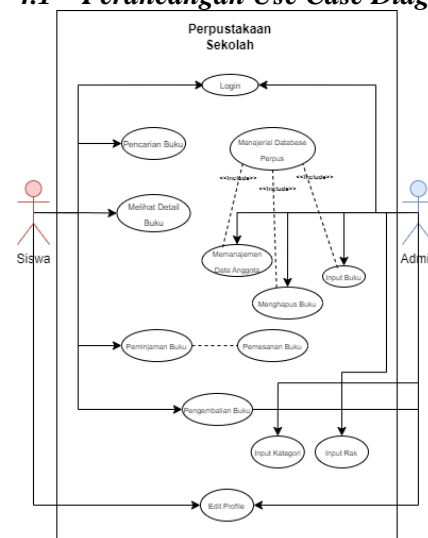 4.1 Perancangan Use Case Diag
Perpustakaan
Sekolah
Login
Pencarian Buku
Manajerial Database
Perpus
<<Include>>
<<Include>>
<<Include>>
Melihat Detail
Buku
Siswa
Admi
Memanajemen
Data Anggota
Input Buku
Menghapus Buku
Peminjaman Buku
Pemesanan Buku
Pengembalian Buku
Input Kategori
Input Rak
Edit Profile